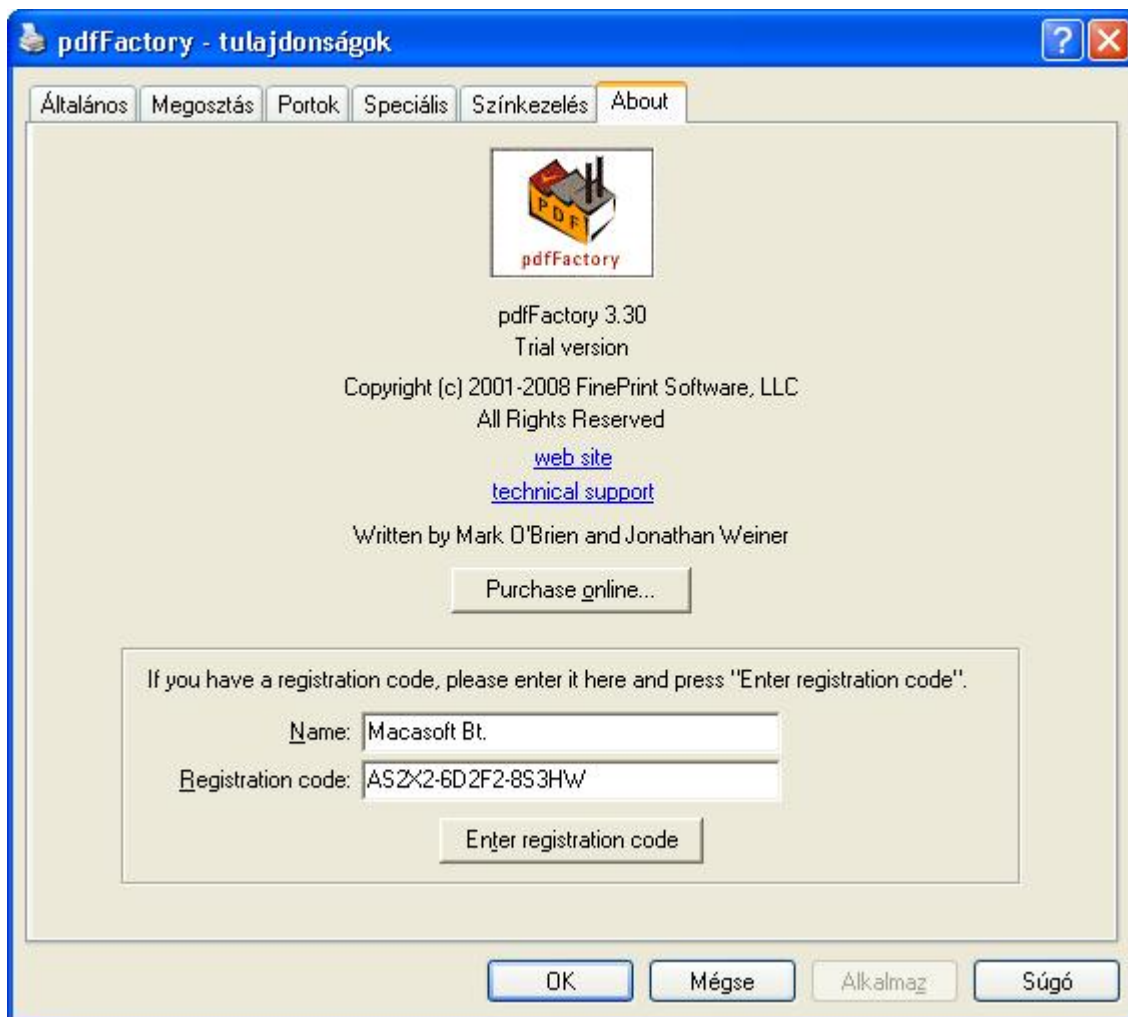 pdfFactory - tulajdonságok
Általános Megosztás Portok Speciális Színkezelés About
PDF
pdfFactory
pdfFactory 3.30
Trial version
Copyright (c) 2001-2008 FinePrint Software, LLC
All Rights Reserved
web site
technical support
Written by Mark O'Brien and Jonathan Weiner
Purchase online...
If you have a registration code, please enter it here and press "Enter registration code".
Name: Macasoft Bt.
Registration code: AS2X2-6D2F2-8S3HW
Enter registration code
OK Mégse Alkalmaz Súgó